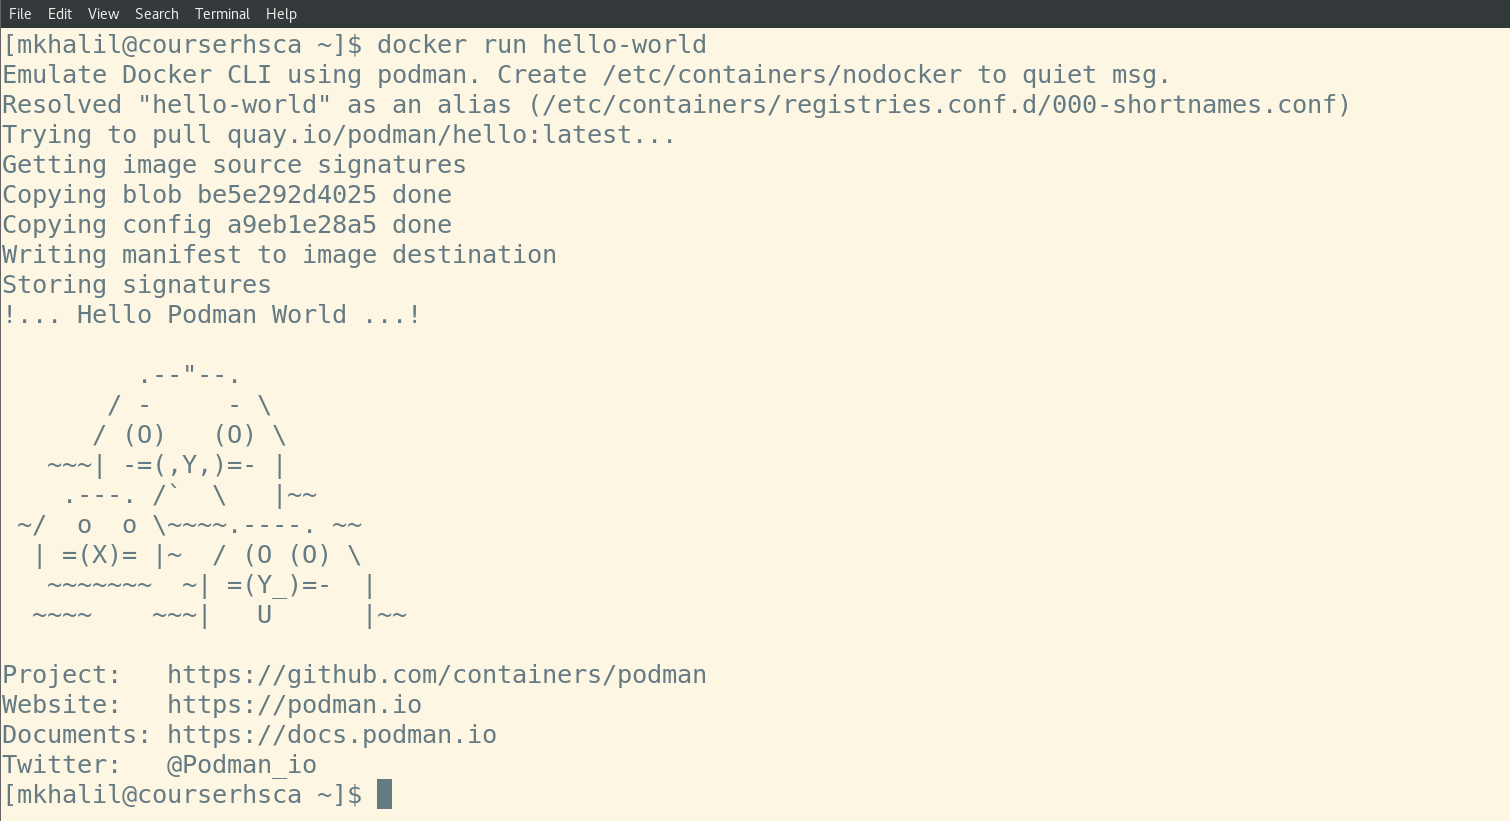 File Edit View Search Terminal Help
[mkhalil@courserhsca ~]$ docker run hello-world
Emulate Docker CLI using podman. Create /etc/containers/nodocker to quiet msg.
Resolved "hello-world" as an alias (/etc/containers/registries.conf.d/000-shortnames.conf)
Trying to pull quay.io/podman/hello:latest...
Getting image source signatures
Copying blob be5e292d4025 done
Copying config a9eb1e28a5 done
Writing manifest to image destination
Storing signatures
!... Hello Podman World ...!

         .--"--.
       / -     - \
      / (O)   (O) \
   ~~~| -=(,Y,)=- |
    .---. /`  \   |~~
 ~/  o  o \~~~~.----. ~~
  | =(X)= |~  / (O (O) \
   ~~~~~~~  ~| =(Y_)=-  |
  ~~~~    ~~~|   U      |~~

Project:   https://github.com/containers/podman
Website:   https://podman.io
Documents: https://docs.podman.io
Twitter:   @Podman_io
[mkhalil@courserhsca ~]$